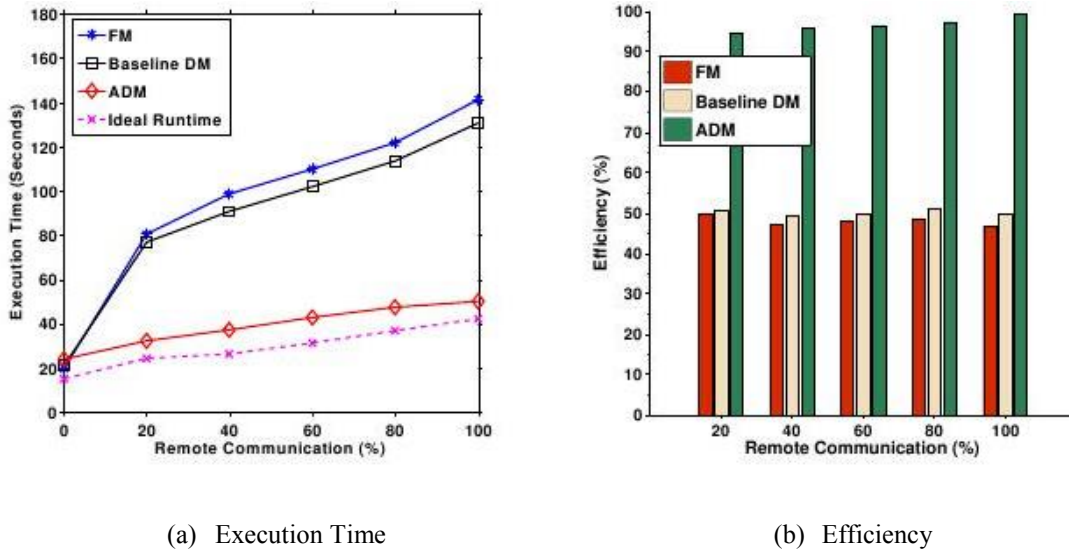 180
160
140
120
100
80
60
40
20
0
Execution Time (Seconds)
FM
Baseline DM
ADM
Ideal Runtime
0 20 40 60 80 100
Remote Communication (%)
100
90
80
70
60
50
40
30
20
10
0
Efficiency (%)
FM
Baseline DM
ADM
20 40 60 80 100
Remote Communication (%)
(a) Execution Time
(b) Efficiency